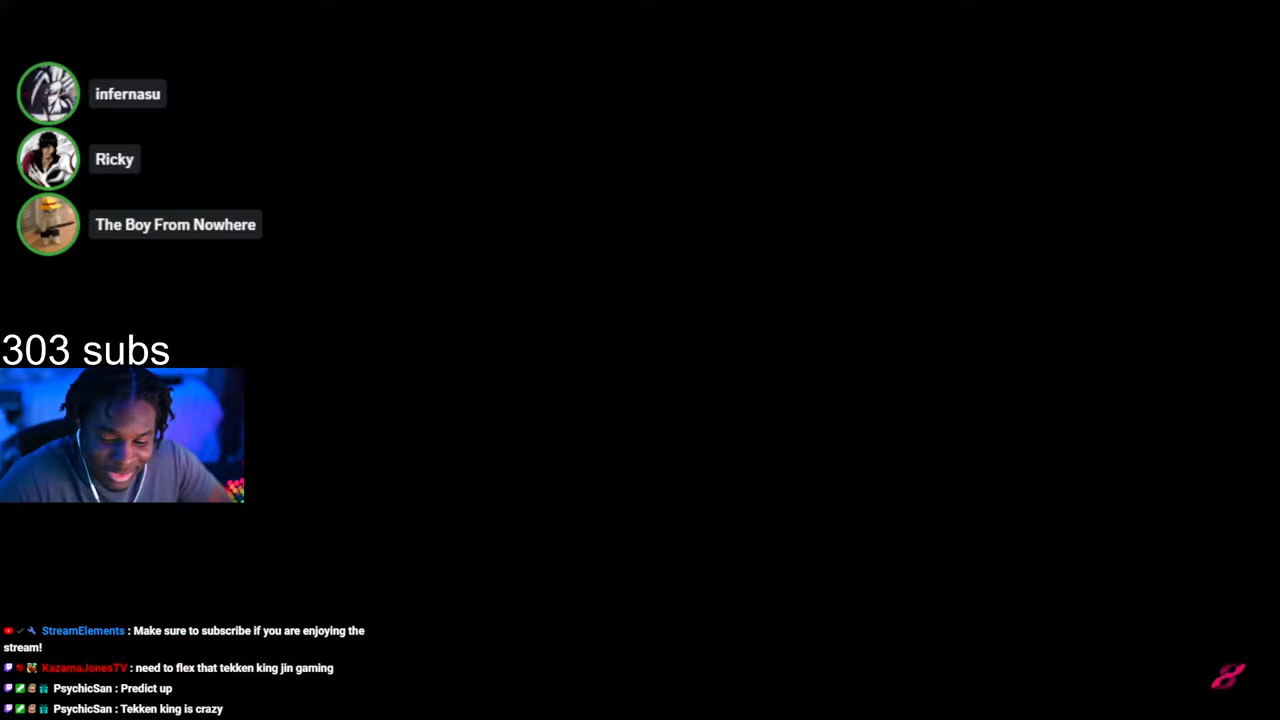 infernasu
Ricky
The Boy From Nowhere
303 subs
StreamElements : Make sure to subscribe if you are enjoying the
stream!
KazamaJonesTV : need to flex that tekken king jin gaming
PsychicSan : Predict up
PsychicSan : Tekken king is crazy
8